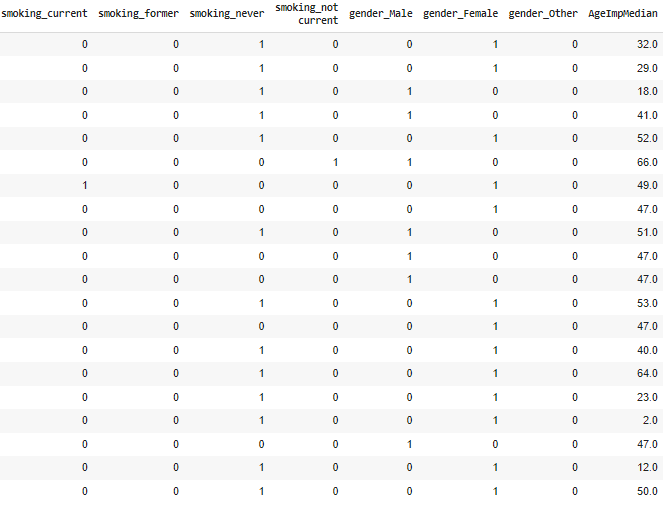 smoking_current smoking_former smoking_never smoking_not current gender_Male gender_Female gender_Other AgeImpMedian
0 0 1 0 0 1 0 32.0
0 0 1 0 0 1 0 29.0
0 0 1 0 1 0 0 18.0
0 0 1 0 1 0 0 41.0
0 0 1 0 0 1 0 52.0
0 0 0 1 1 0 0 66.0
1 0 0 0 0 1 0 49.0
0 0 0 0 0 1 0 47.0
0 0 1 0 1 0 0 51.0
0 0 0 0 1 0 0 47.0
0 0 0 0 1 0 0 47.0
0 0 1 0 0 1 0 53.0
0 0 0 0 0 1 0 47.0
0 0 1 0 0 1 0 40.0
0 0 1 0 0 1 0 64.0
0 0 1 0 0 1 0 23.0
0 0 1 0 0 1 0 2.0
0 0 0 0 1 0 0 47.0
0 0 1 0 0 1 0 12.0
0 0 1 0 0 1 0 50.0